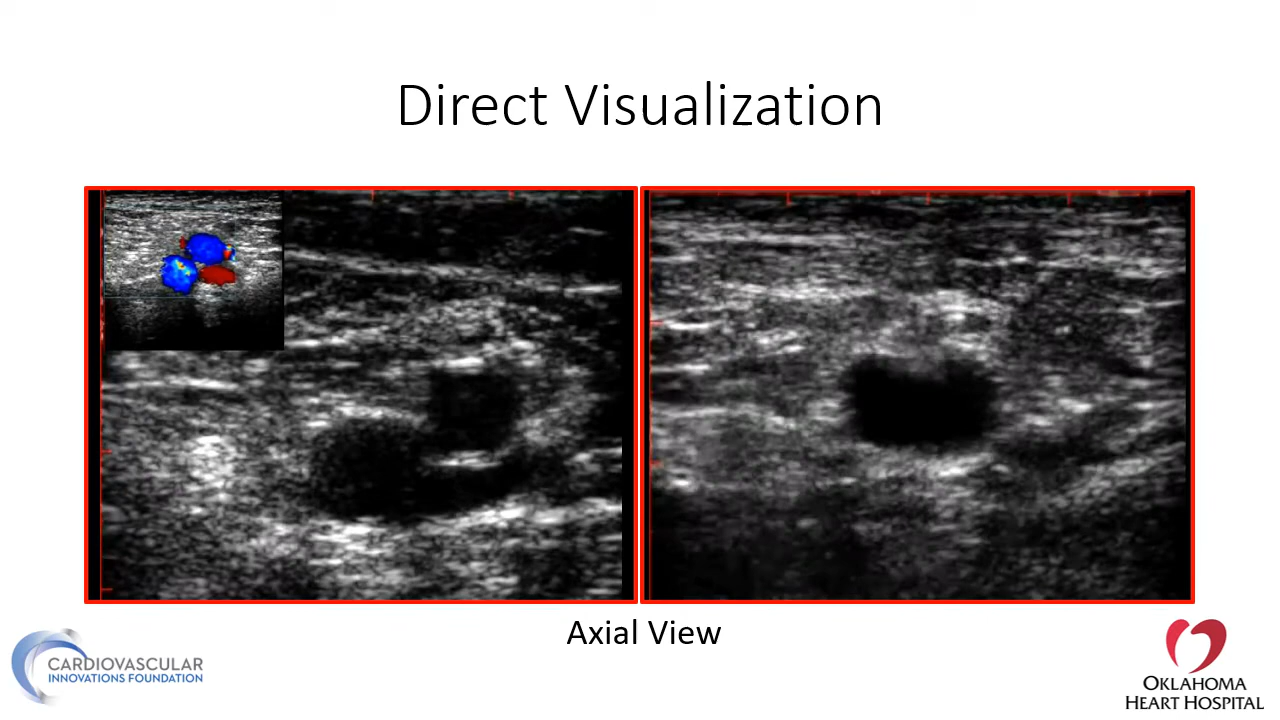 Direct Visualization
Axial View
CARDIOVASCULAR
INNOVATIONS FOUNDATION
OKLAHOMA
HEART HOSPITAL